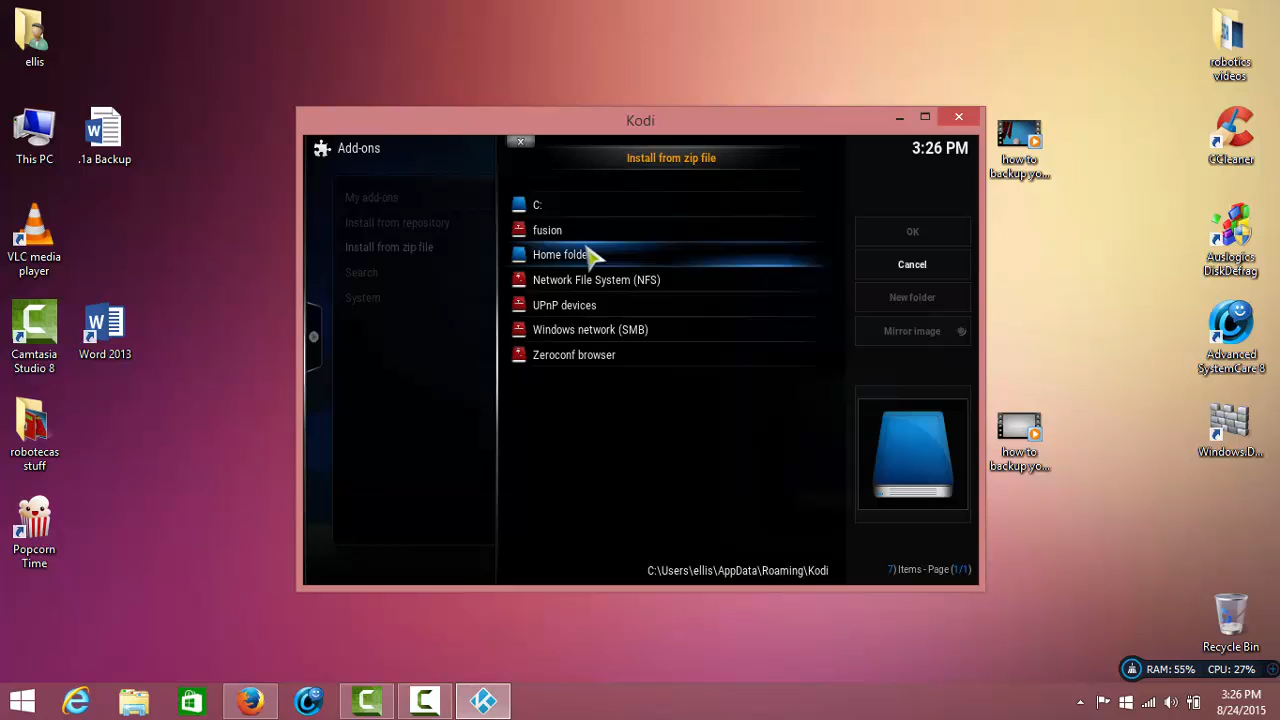 ellis
This PC
.1a Backup
VLC media
player
Camtasia
Studio 8
Word 2013
robotecas
stuff
Popcorn
Time
Kodi
Add-ons
My add-ons
Install from repository
Install from zip file
Search
System
x
Install from zip file
C:
fusion
Home folde
Network File System (NFS)
UPnP devices
Windows network (SMB)
Zeroconf browser
C:\Users\ellis\AppData\Roaming\Kodi
3:26 PM
OK
Cancel
New folder
Mirror image
7) Items - Page (1/1)
how to
backup yo...
how to
backup yo...
robotics
videos
CCleaner
Auslogics
DiskDefrag
Advanced
SystemCare 8
Windows.D...
Recycle Bin
RAM: 55% CPU: 27%
3:26 PM
8/24/2015